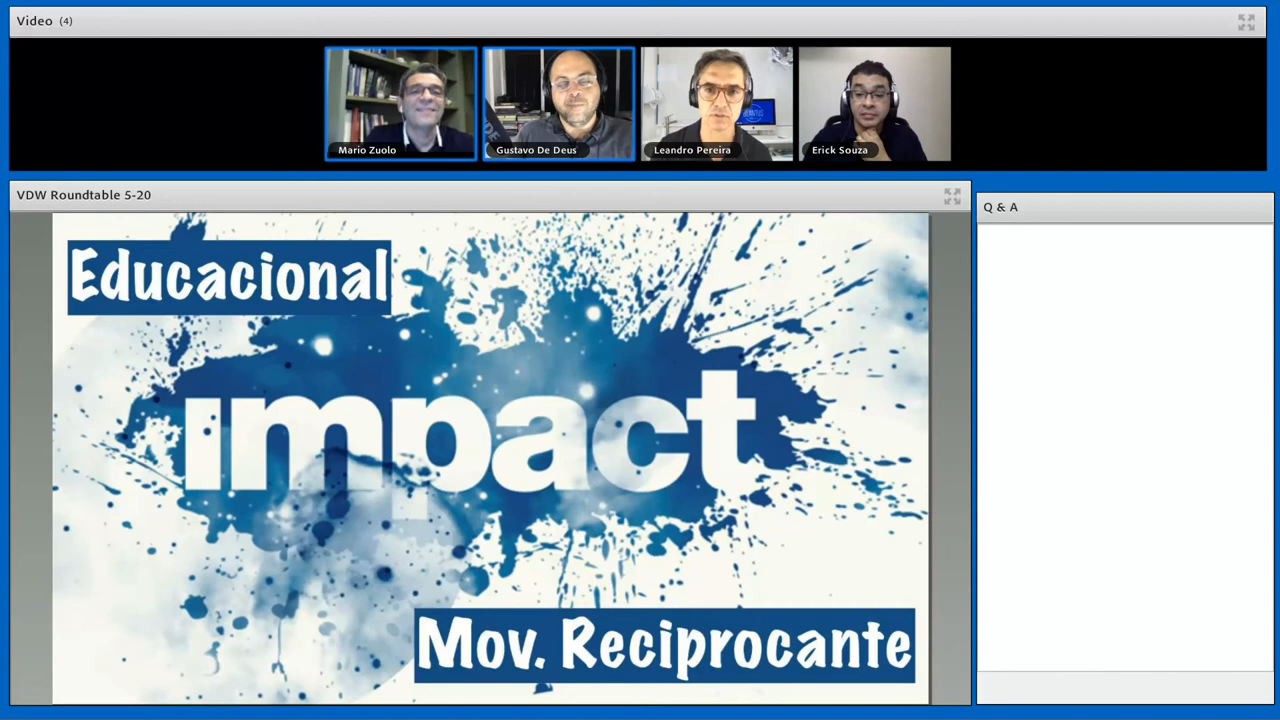 Video (4)
Mario Zuolo
Gustavo De Deus
Leandro Pereira
Erick Souza
VDW Roundtable 5-20
Q & A
Educacional
impact
Mov. Reciprocante